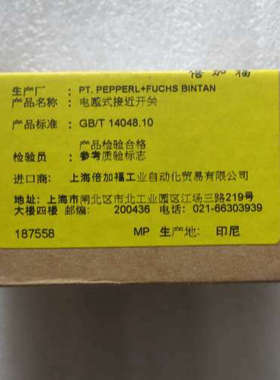 倍加福
生产厂 : PT. PEPPERL+FUCHS BINTAN
产品名称 : 电感式接近开关
产品标准 : GB/T 14048.10
产品检验合格
检验员 : 参考质检标志
进口商: 上海倍加福工业自动化贸易有限公司
地址: 上海市闸北区市北工业园区江场三路219号
大楼四楼 邮编: 200436 电话: 021-66303939
187558 MP 生产地: 印尼